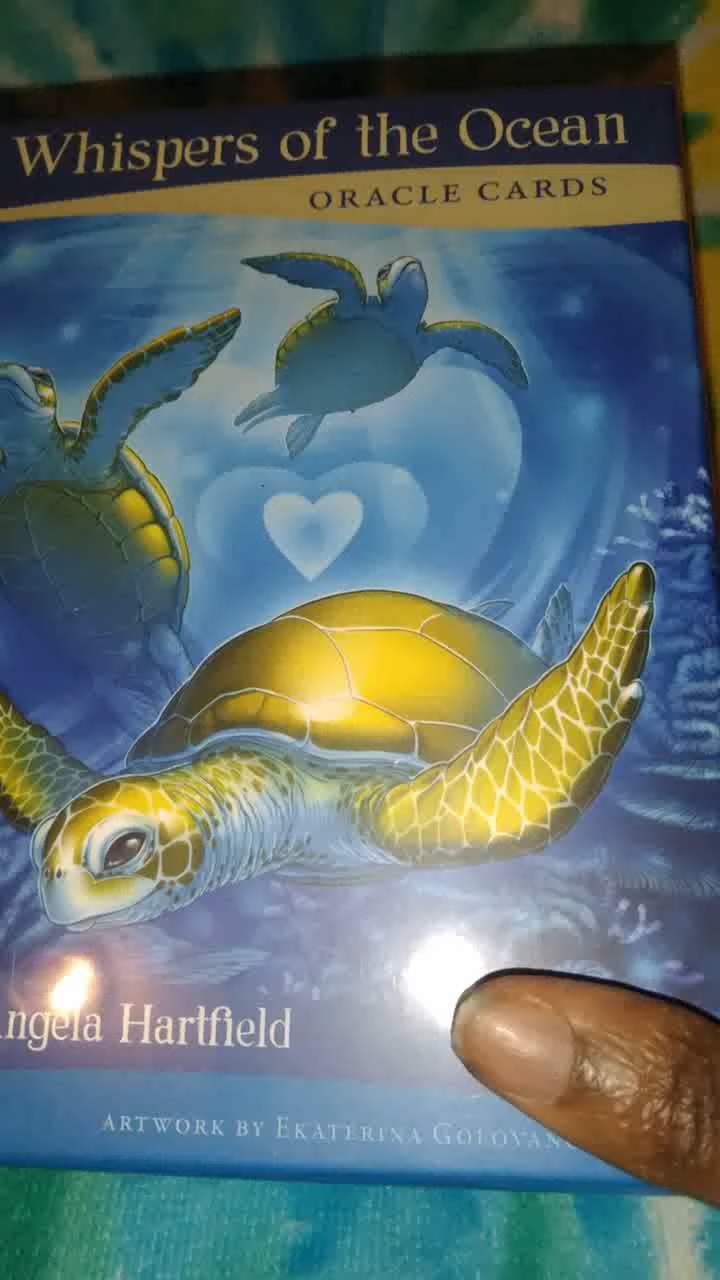 Whispers of the Ocean
ORACLE CARDS
ngela Hartfield
ARTWORK BY EKATERINA GOLOVAN